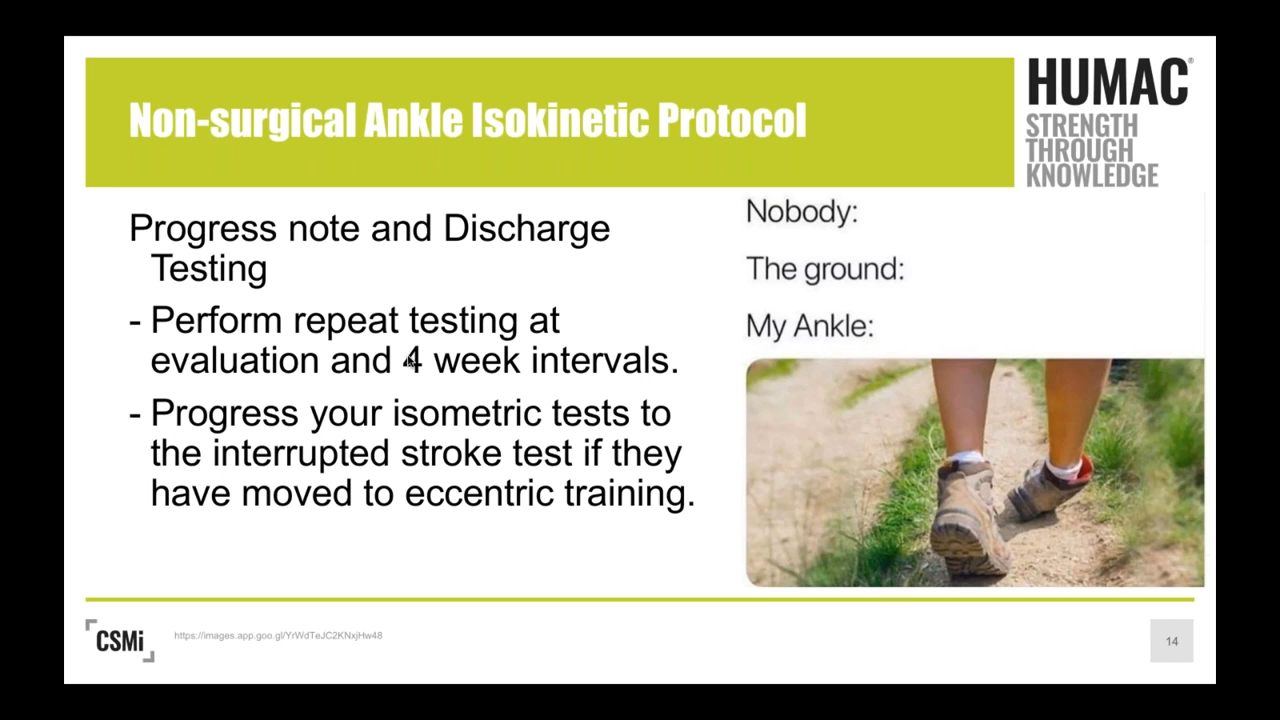 Non-surgical Ankle Isokinetic Protocol
HUMAC®
STRENGTH
THROUGH
KNOWLEDGE
Progress note and Discharge
Testing
- Perform repeat testing at
evaluation and 4 week intervals.
- Progress your isometric tests to
the interrupted stroke test if they
have moved to eccentric training.
Nobody:
The ground:
My Ankle:
CSMi
https://images.app.goo.gl/YrWdTeJC2KNxjHw48
14